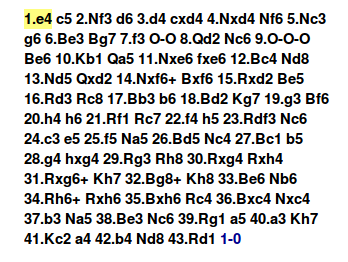 1.e4 c5 2.Nf3 d6 3.d4 cxd4 4.Nxd4 Nf6 5.Nc3
g6 6.Be3 Bg7 7.f3 O-O 8.Qd2 Nc6 9.O-O-O
Be6 10.Kb1 Qa5 11.Nxe6 fxe6 12.Bc4 Nd8
13.Nd5 Qxd2 14.Nxf6+ Bxf6 15.Rxd2 Be5
16.Rd3 Rc8 17.Bb3 b6 18.Bd2 Kg7 19.g3 Bf6
20.h4 h6 21.Rf1 Rc7 22.f4 h5 23.Rdf3 Nc6
24.c3 e5 25.f5 Na5 26.Bd5 Nc4 27.Bc1 b5
28.g4 hxg4 29.Rg3 Rh8 30.Rxg4 Rxh4
31.Rxg6+ Kh7 32.Bg8+ Kh8 33.Be6 Nb6
34.Rh6+ Rxh6 35.Bxh6 Rc4 36.Bxc4 Nxc4
37.b3 Na5 38.Be3 Nc6 39.Rg1 a5 40.a3 Kh7
41.Kc2 a4 42.b4 Nd8 43.Rd1 1-0